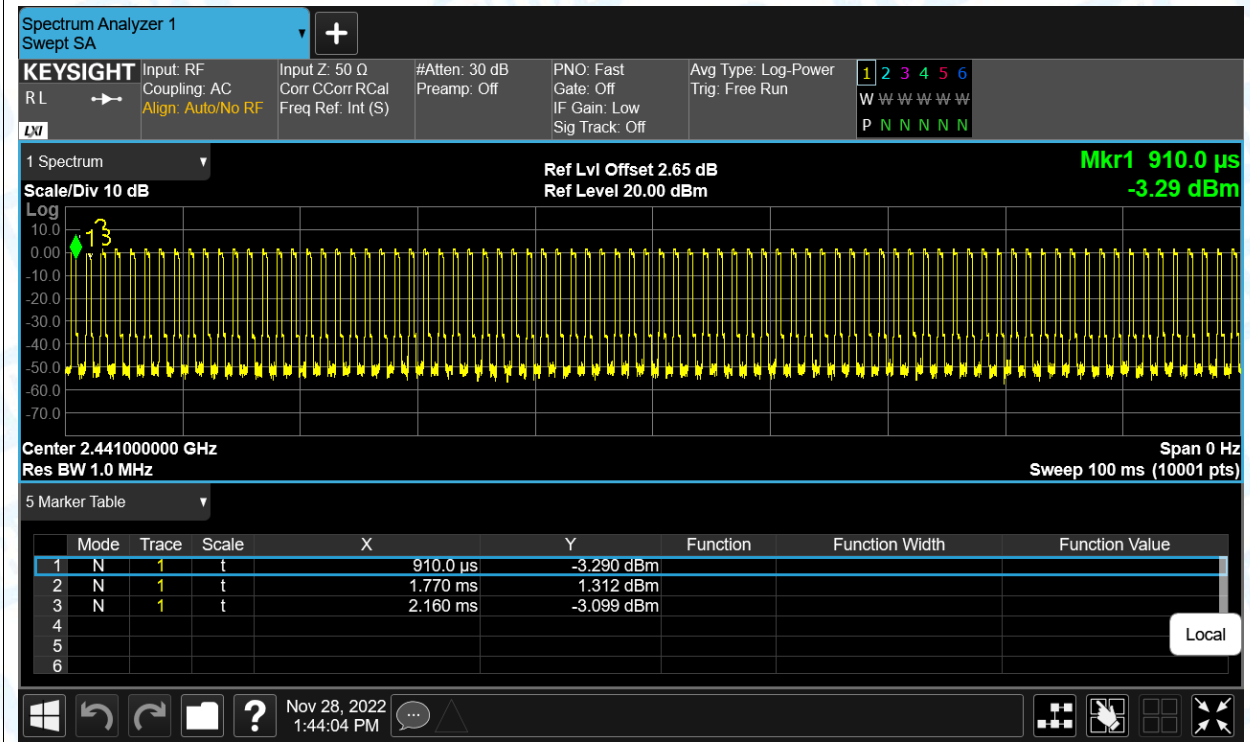 Spectrum Analyzer 1
Swept SA
KEYSIGHT
R L
LXI
Input: RF
Coupling: AC
Align: Auto/No RF
Input Z: 50 Ω
Corr CCorr RCal
Freq Ref: Int (S)
#Atten: 30 dB
Preamp: Off
PNO: Fast
Gate: Off
IF Gain: Low
Sig Track: Off
Avg Type: Log-Power
Trig: Free Run
1 2 3 4 5 6
W W W W W W
P N N N N N
1 Spectrum
Scale/Div 10 dB
Ref Lvl Offset 2.65 dB
Ref Level 20.00 dBm
Mkr1 910.0 µs
-3.29 dBm
Log
10.0
0.00
-10.0
-20.0
-30.0
-40.0
-50.0
-60.0
-70.0
1
2
3
Center 2.441000000 GHz
Res BW 1.0 MHz
Span 0 Hz
Sweep 100 ms (10001 pts)
5 Marker Table
Mode Trace Scale X Y Function Function Width Function Value
1 N 1 t 910.0 µs -3.290 dBm
2 N 1 t 1.770 ms 1.312 dBm
3 N 1 t 2.160 ms -3.099 dBm
4
5
6
Local
?
Nov 28, 2022
1:44:04 PM